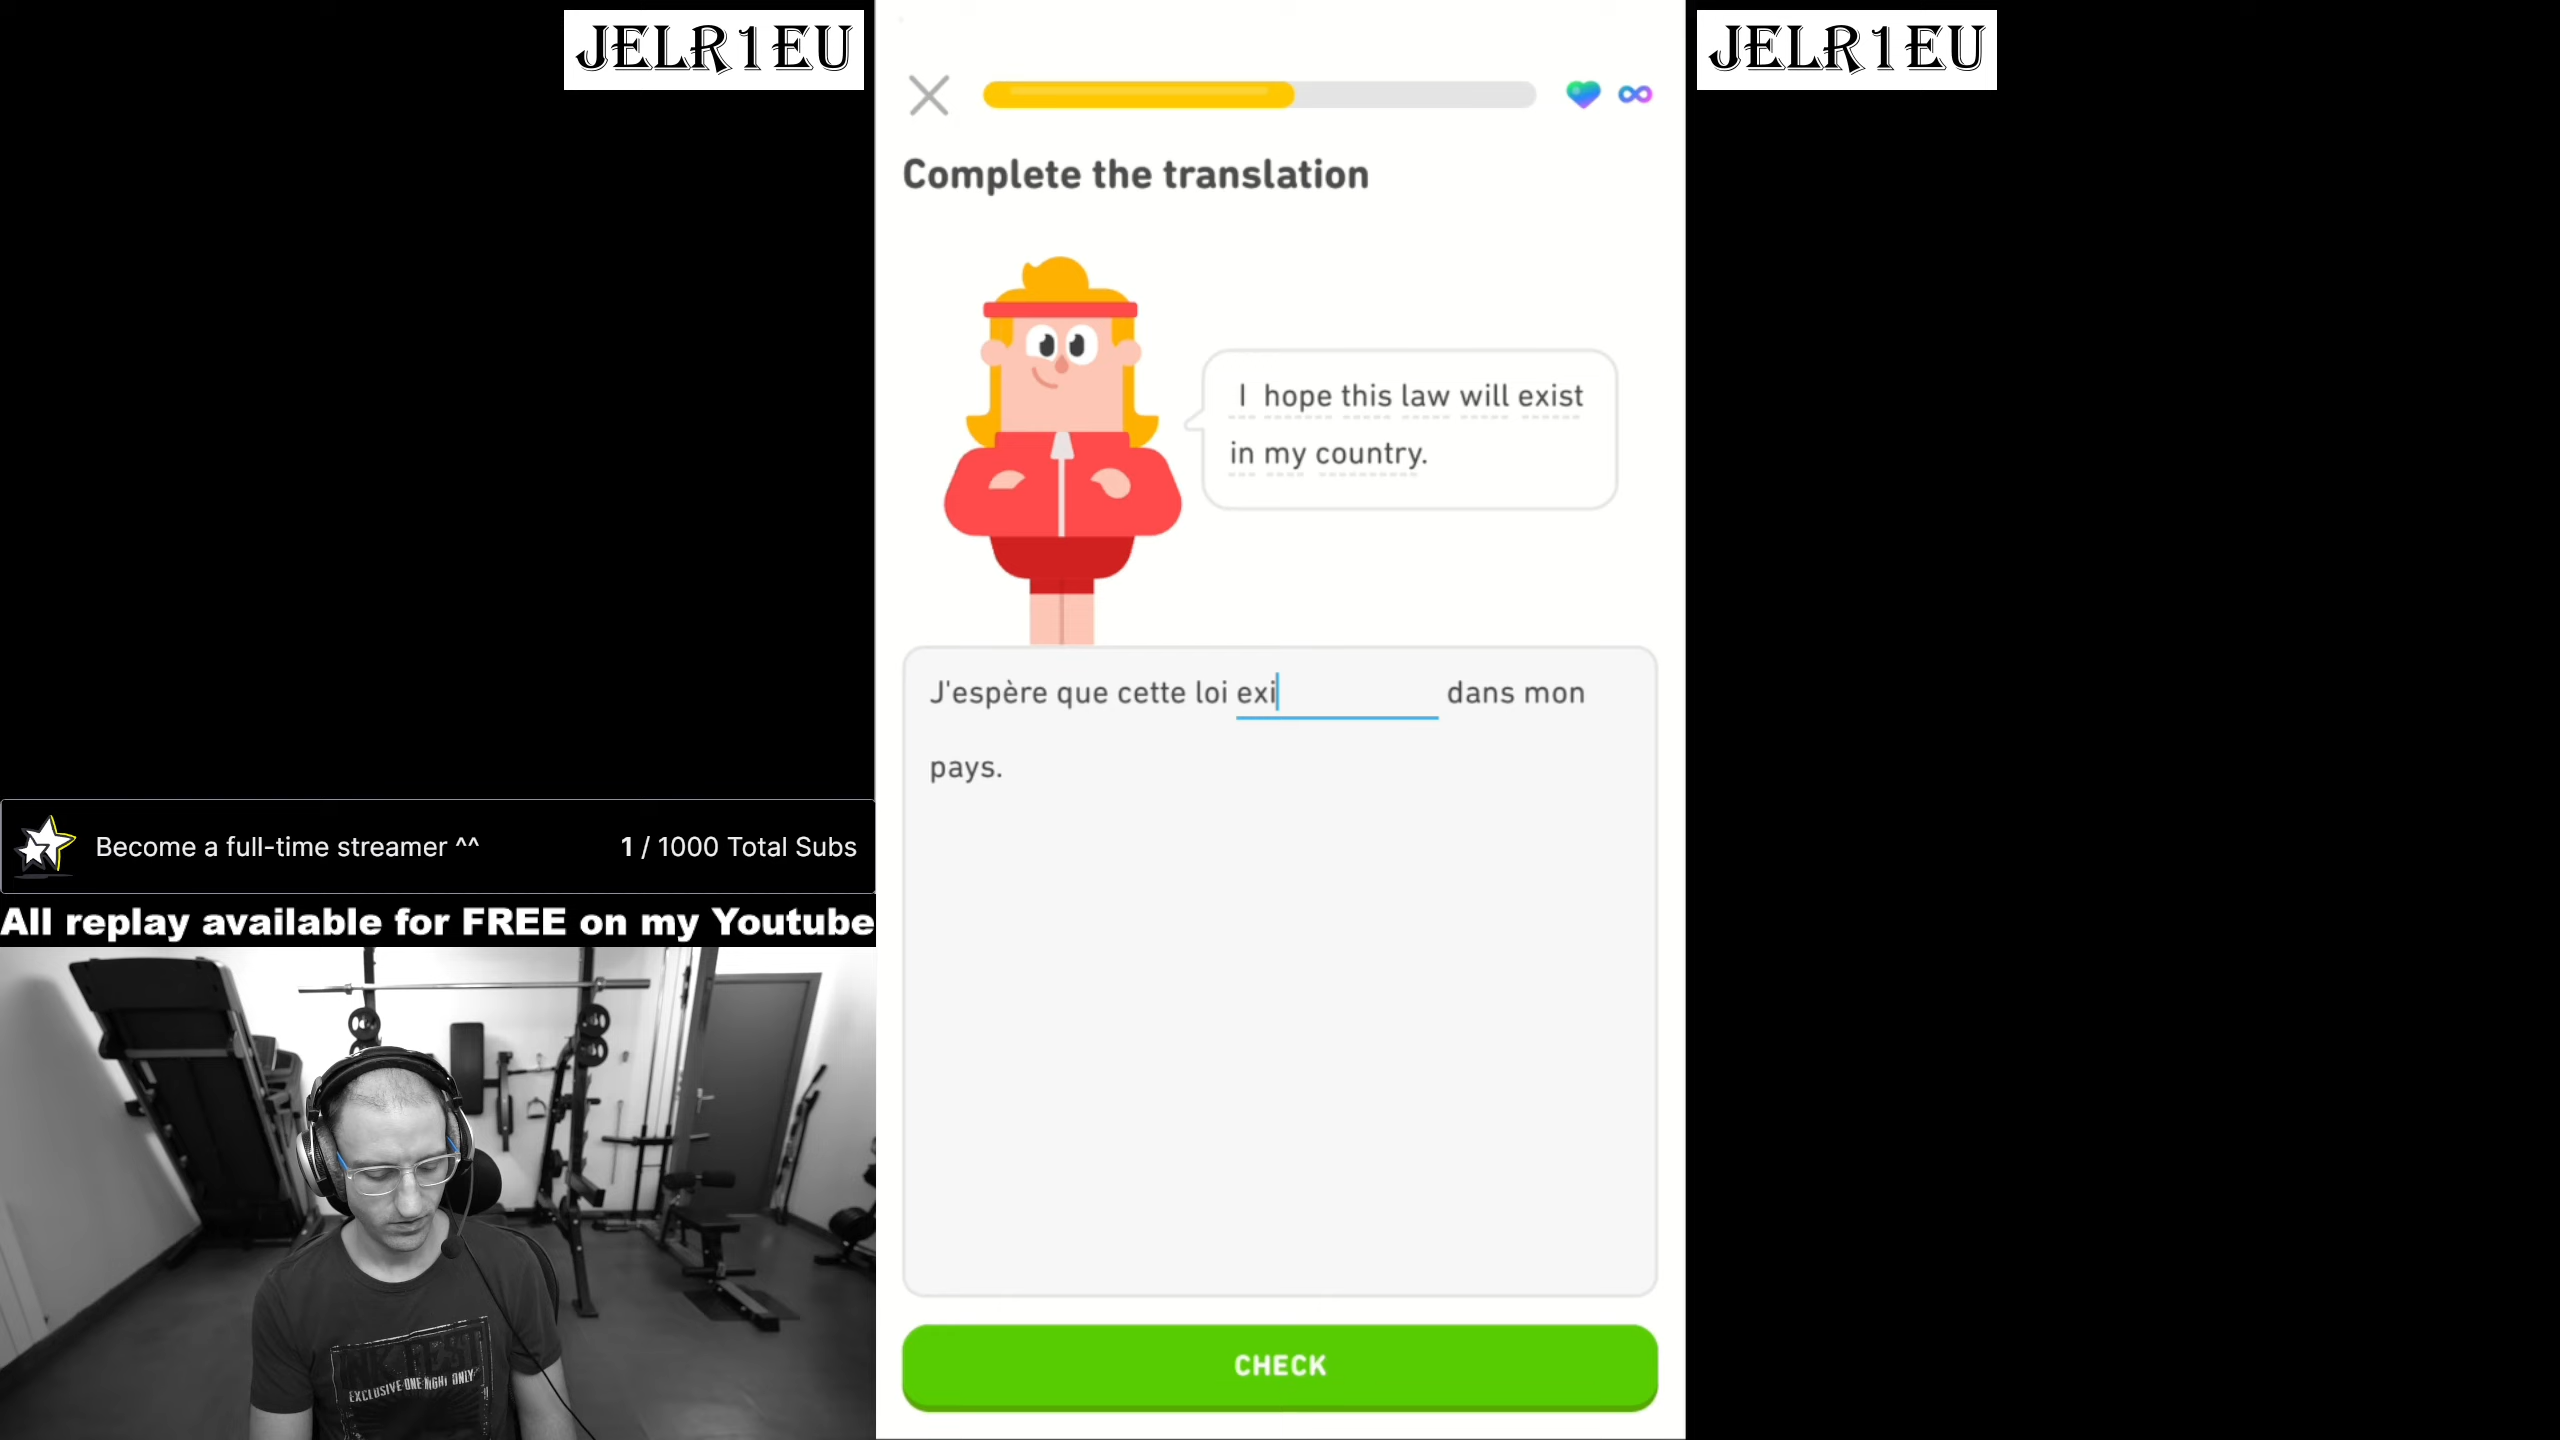 JELR1EU
JELR1EU
Complete the translation
I hope this law will exist
in my country.
J'espère que cette loi exi dans mon
pays.
Become a full-time streamer ^^ 1 / 1000 Total Subs
All replay available for FREE on my Youtube
EXCLUSIVE ONE NIGHT ONLY
CHECK